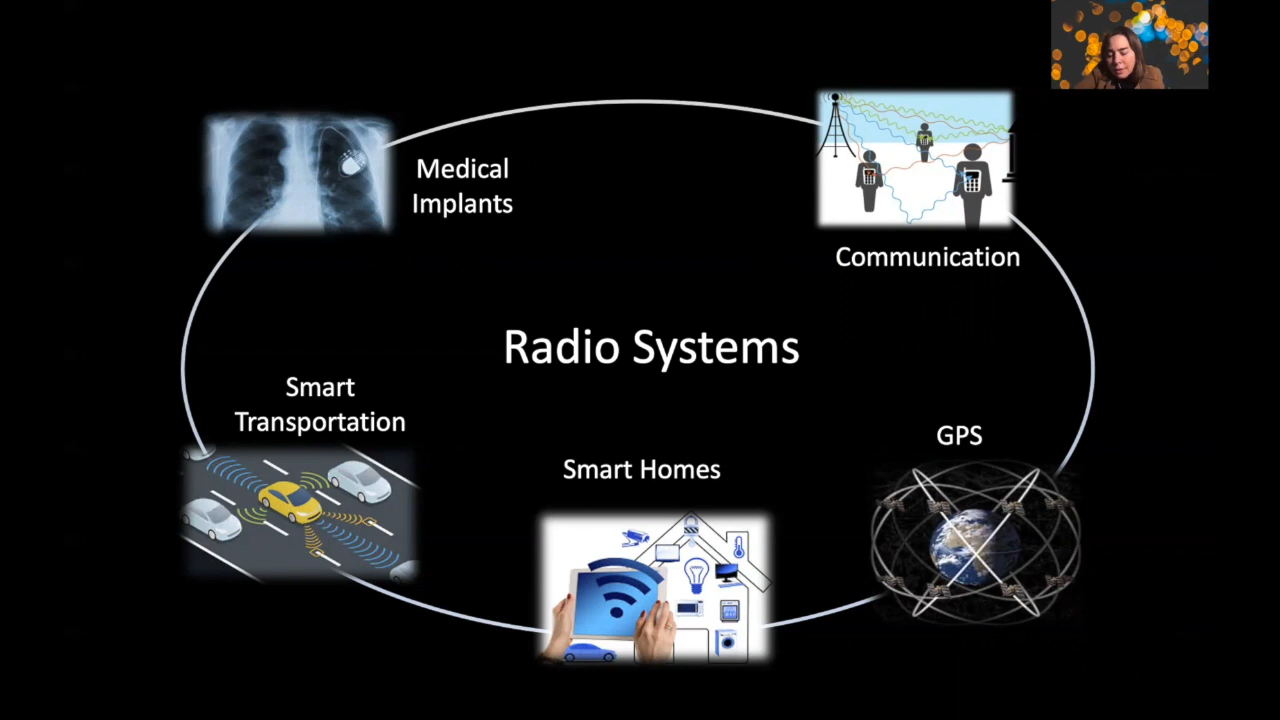 Medical
Implants
Communication
Radio Systems
Smart
Transportation
GPS
Smart Homes